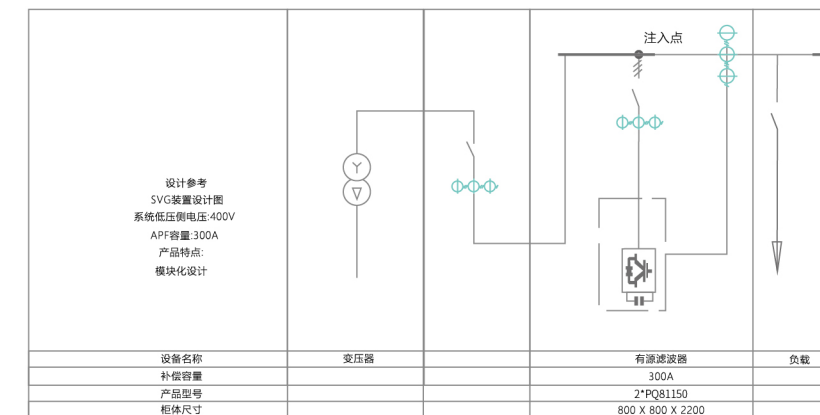 注入点
设计参考
SVG装置设计图
系统低压侧电压:400V
APF容量:300A
产品特点:
模块化设计
设备名称 变压器 有源滤波器 负载
补偿容量 300A
产品型号 2*PQ81150
柜体尺寸 800 X 800 X 2200